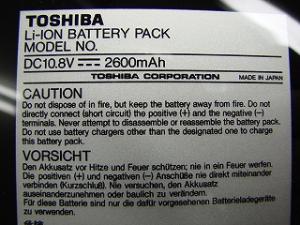 TOSHIBA
Li-ION BATTERY PACK
MODEL NO.
DC10.8V ⎓ 2600mAh
TOSHIBA CORPORATION MADE IN JAPAN
CAUTION
Do not dispose of in fire, but keep the battery away from fire. Do not
directly connect (short circuit) the positive (+) and the negative (−)
terminals. Never attempt to disassemble or reassemble the battery pack.
Do not use battery chargers other than the designated one to charge
this battery pack.
VORSICHT
Den Akkusatz vor Hitze und Feuer schützen; nie in ein Feuer werfen.
Die positiven (+) und negativen (−) Anschlüße nie direkt miteinander
verbinden (Kurzschluß). Nie versuchen, den Akkusatz
auseinanderzunehmen oder baulich zu verändern.
Für diese Batterie sind nur die dafür vorgesehenen Batterieladegeräte
zu verwenden.